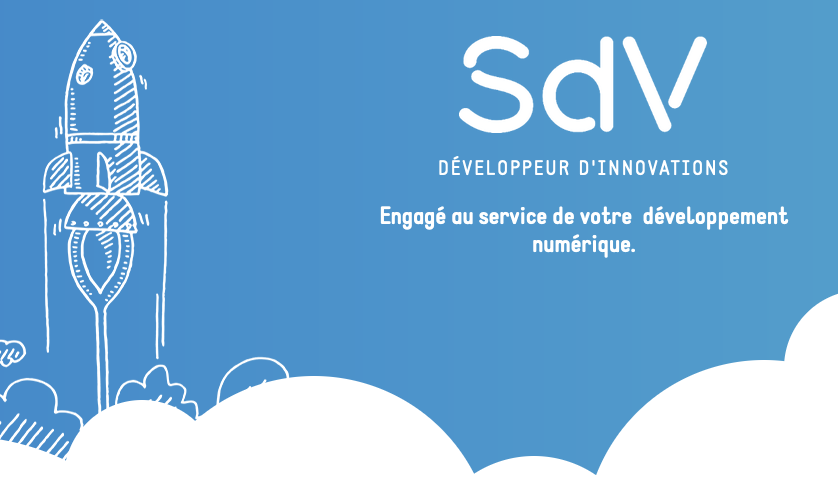 SdV
DÉVELOPPEUR D'INNOVATIONS
Engagé au service de votre développement
numérique.